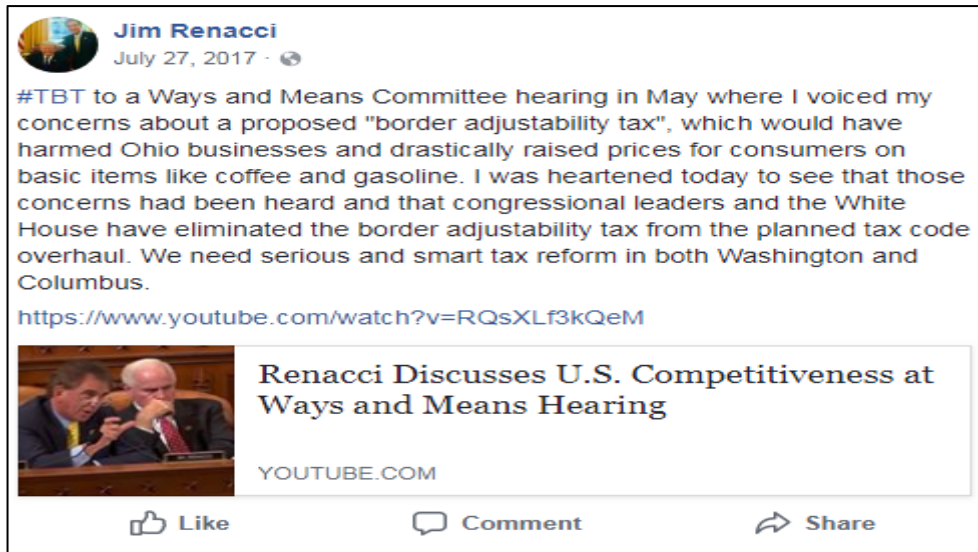 Jim Renacci
July 27, 2017 ·
#TBT to a Ways and Means Committee hearing in May where I voiced my
concerns about a proposed "border adjustability tax", which would have
harmed Ohio businesses and drastically raised prices for consumers on
basic items like coffee and gasoline. I was heartened today to see that those
concerns had been heard and that congressional leaders and the White
House have eliminated the border adjustability tax from the planned tax code
overhaul. We need serious and smart tax reform in both Washington and
Columbus.
https://www.youtube.com/watch?v=RQsXLf3kQeM
Renacci Discusses U.S. Competitiveness at
Ways and Means Hearing
YOUTUBE.COM
Like Comment Share